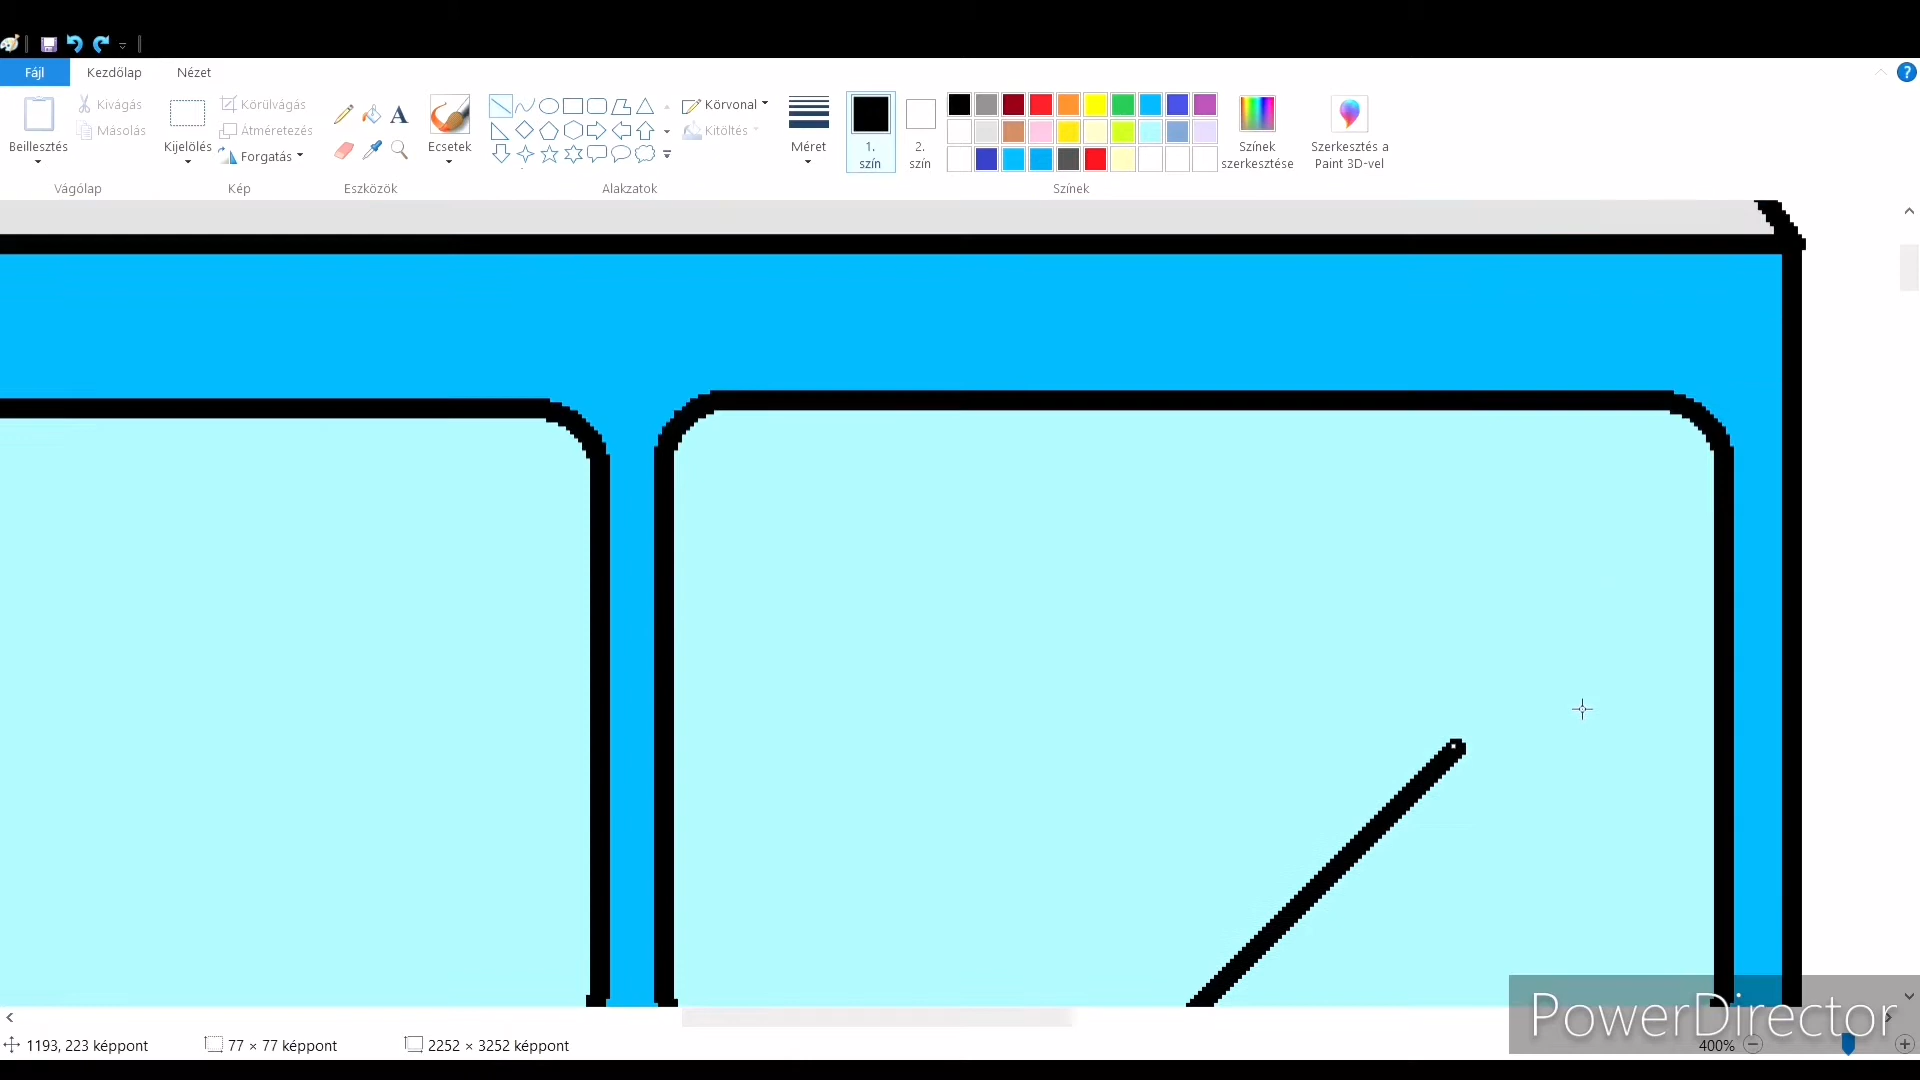 Fájl Kezdőlap Nézet ?
Beillesztés Kivágás Másolás Vágólap
Kijelölés Körülvágás Átméretezés Forgatás Kép
A Eszközök
Ecsetek
Körvonal Kitöltés Alakzatok
Méret
1. szín
2. szín
Színek
Színek szerkesztése
Szerkesztés a Paint 3D-vel
PowerDirector
1193, 223 képpont 77 × 77 képpont 2252 × 3252 képpont 400%